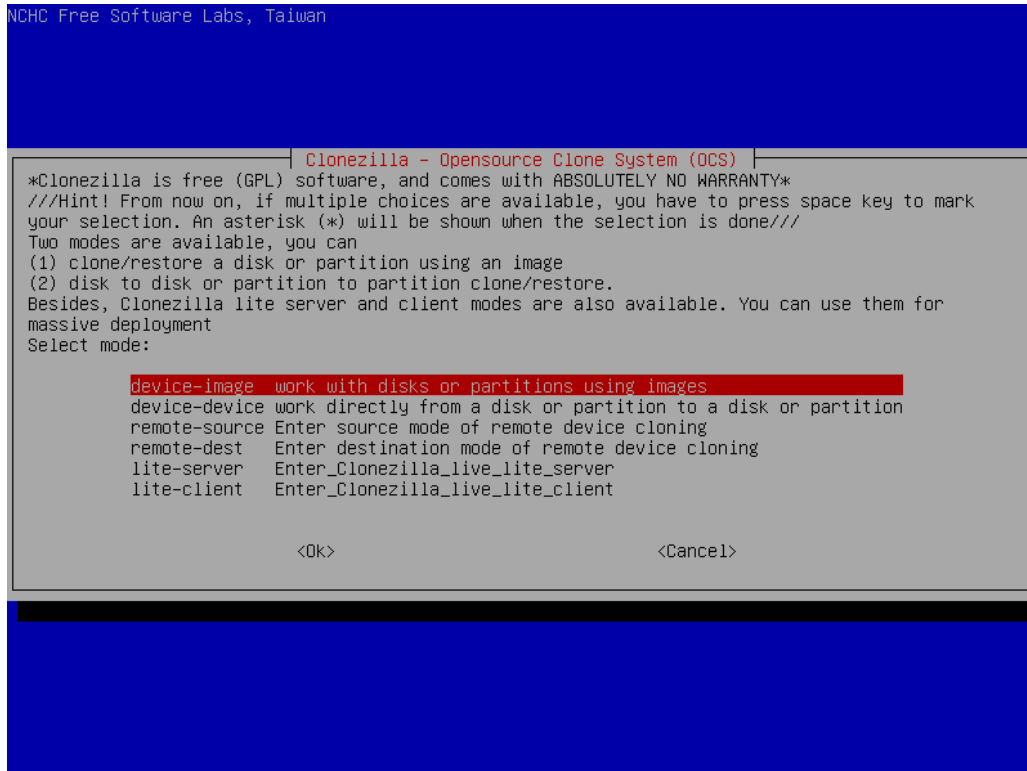 NCHC Free Software Labs, Taiwan
Clonezilla - Opensource Clone System (OCS)
*Clonezilla is free (GPL) software, and comes with ABSOLUTELY NO WARRANTY*
///Hint! From now on, if multiple choices are available, you have to press space key to mark
your selection. An asterisk (*) will be shown when the selection is done///
Two modes are available, you can
(1) clone/restore a disk or partition using an image
(2) disk to disk or partition to partition clone/restore.
Besides, Clonezilla lite server and client modes are also available. You can use them for
massive deployment
Select mode:
device-image work with disks or partitions using images
device-device work directly from a disk or partition to a disk or partition
remote-source Enter source mode of remote device cloning
remote-dest Enter destination mode of remote device cloning
lite-server Enter_Clonezilla_live_lite_server
lite-client Enter_Clonezilla_live_lite_client
<Ok> <Cancel>